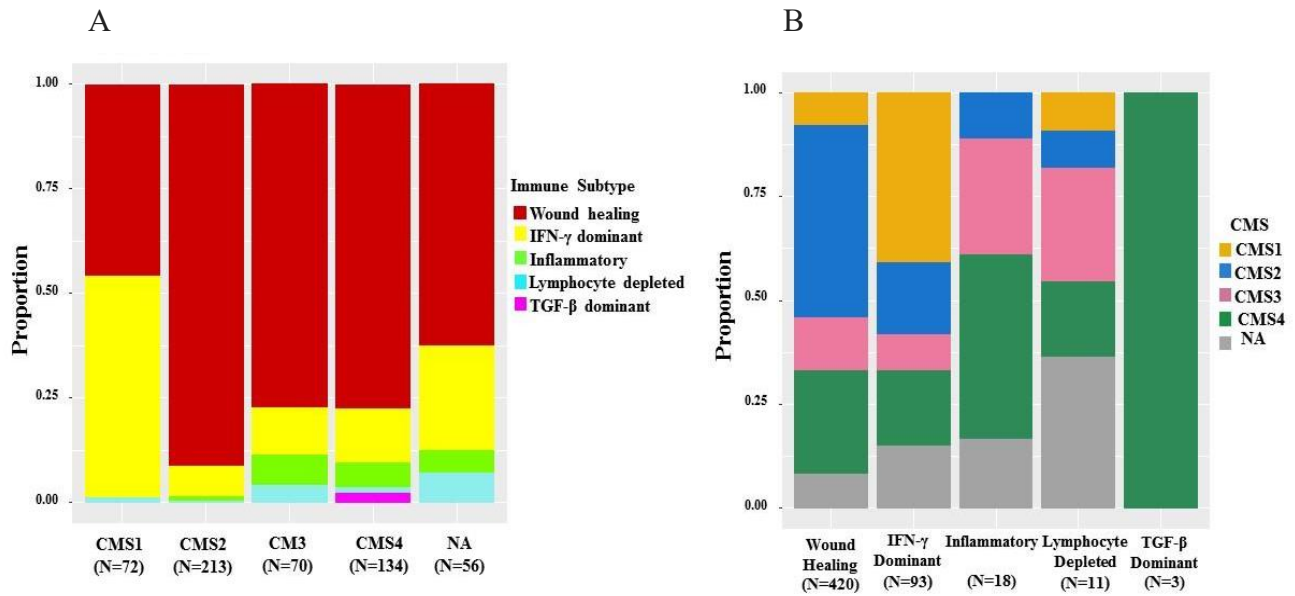 A
1.00
0.75
0.50
0.25
0.00
Proportion
CMS1
(N=72)
CMS2
(N=213)
CM3
(N=70)
CMS4
(N=134)
NA
(N=56)
Immune Subtype
Wound healing
IFN-γ dominant
Inflammatory
Lymphocyte depleted
TGF-β dominant
B
1.00
0.75
0.50
0.25
0.00
Proportion
Wound
Healing
(N=420)
IFN-γ
Dominant
(N=93)
Inflammatory
(N=18)
Lymphocyte
Depleted
(N=11)
TGF-β
Dominant
(N=3)
CMS
CMS1
CMS2
CMS3
CMS4
NA